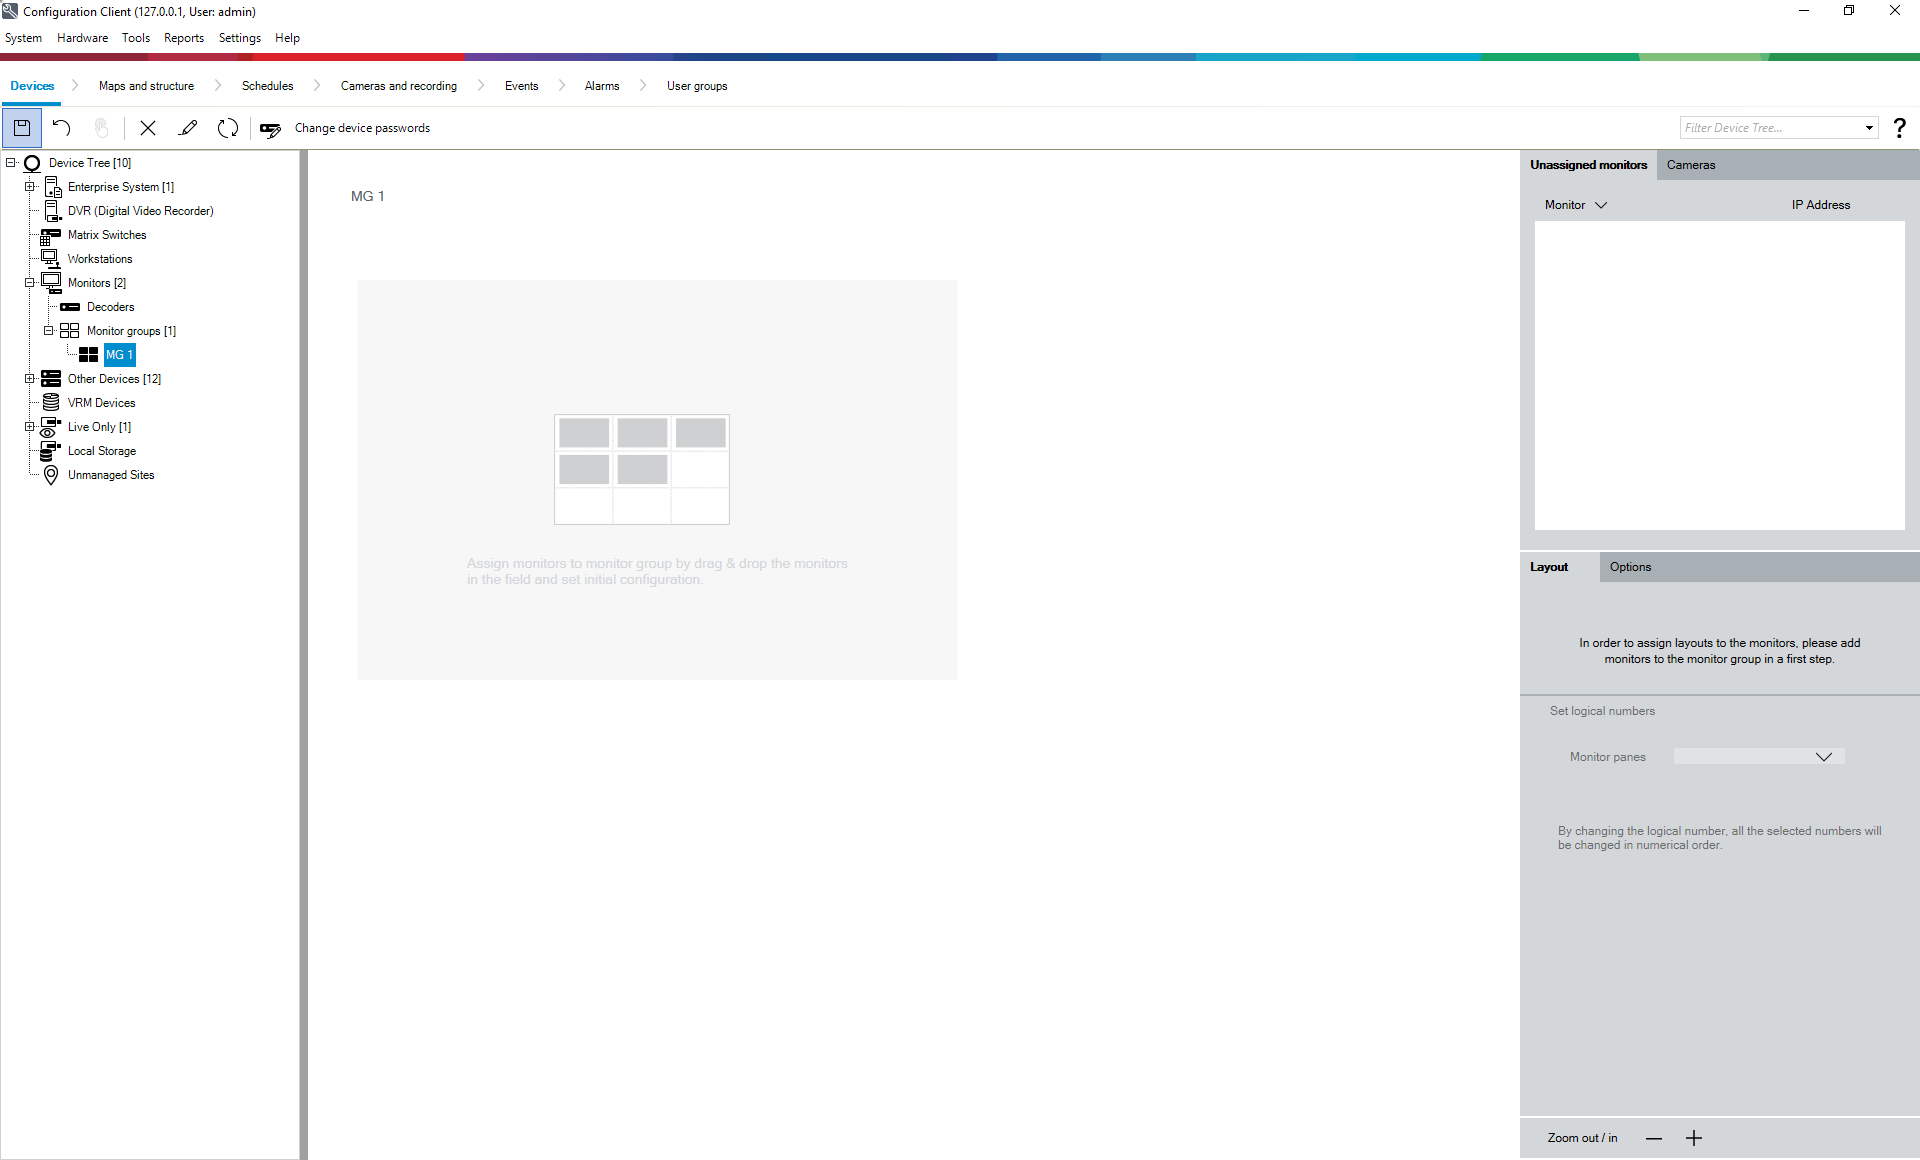 Configuration Client (127.0.0.1, User: admin)
System Hardware Tools Reports Settings Help
Devices Maps and structure Schedules Cameras and recording Events Alarms User groups
Change device passwords
Filter Device Tree...
?
Device Tree [10]
Enterprise System [1]
DVR (Digital Video Recorder)
Matrix Switches
Workstations
Monitors [2]
Decoders
Monitor groups [1]
MG 1
Other Devices [12]
VRM Devices
Live Only [1]
Local Storage
Unmanaged Sites
MG 1
Assign monitors to monitor group by drag & drop the monitors
in the field and set initial configuration.
Unassigned monitors Cameras
Monitor IP Address
Layout Options
In order to assign layouts to the monitors, please add
monitors to the monitor group in a first step.
Set logical numbers
Monitor panes
By changing the logical number, all the selected numbers will
be changed in numerical order.
Zoom out / in